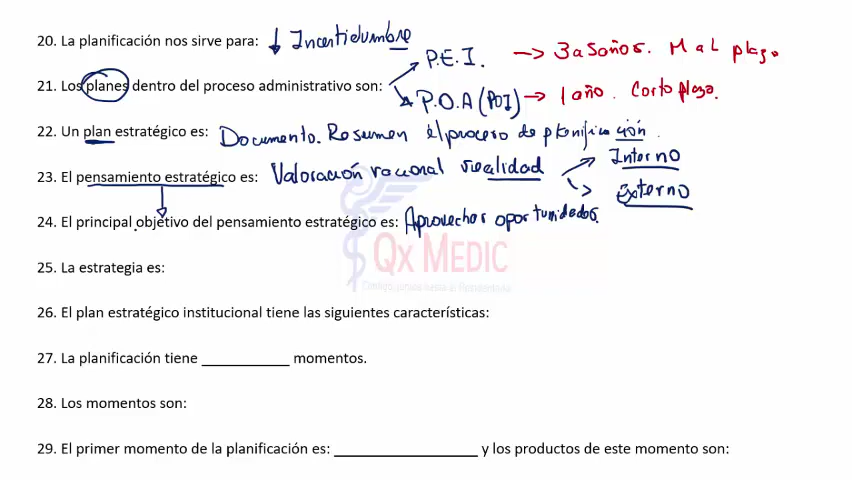 20. La planificación nos sirve para: ↓ Incertidumbre
P.E.I. → 3 a 5 años. M a L plazo.
21. Los planes dentro del proceso administrativo son:
P.O.A (POI) → 1 año. Corto plazo.
22. Un plan estratégico es: Documento. Resumen el proceso de planificación.
23. El pensamiento estratégico es: Valoración racional realidad
Interno
Externo
24. El principal objetivo del pensamiento estratégico es: Aprovechar oportunidades.
QX MEDIC
25. La estrategia es:
26. El plan estratégico institucional tiene las siguientes características:
27. La planificación tiene ___________ momentos.
28. Los momentos son:
29. El primer momento de la planificación es: __________________ y los productos de este momento son: